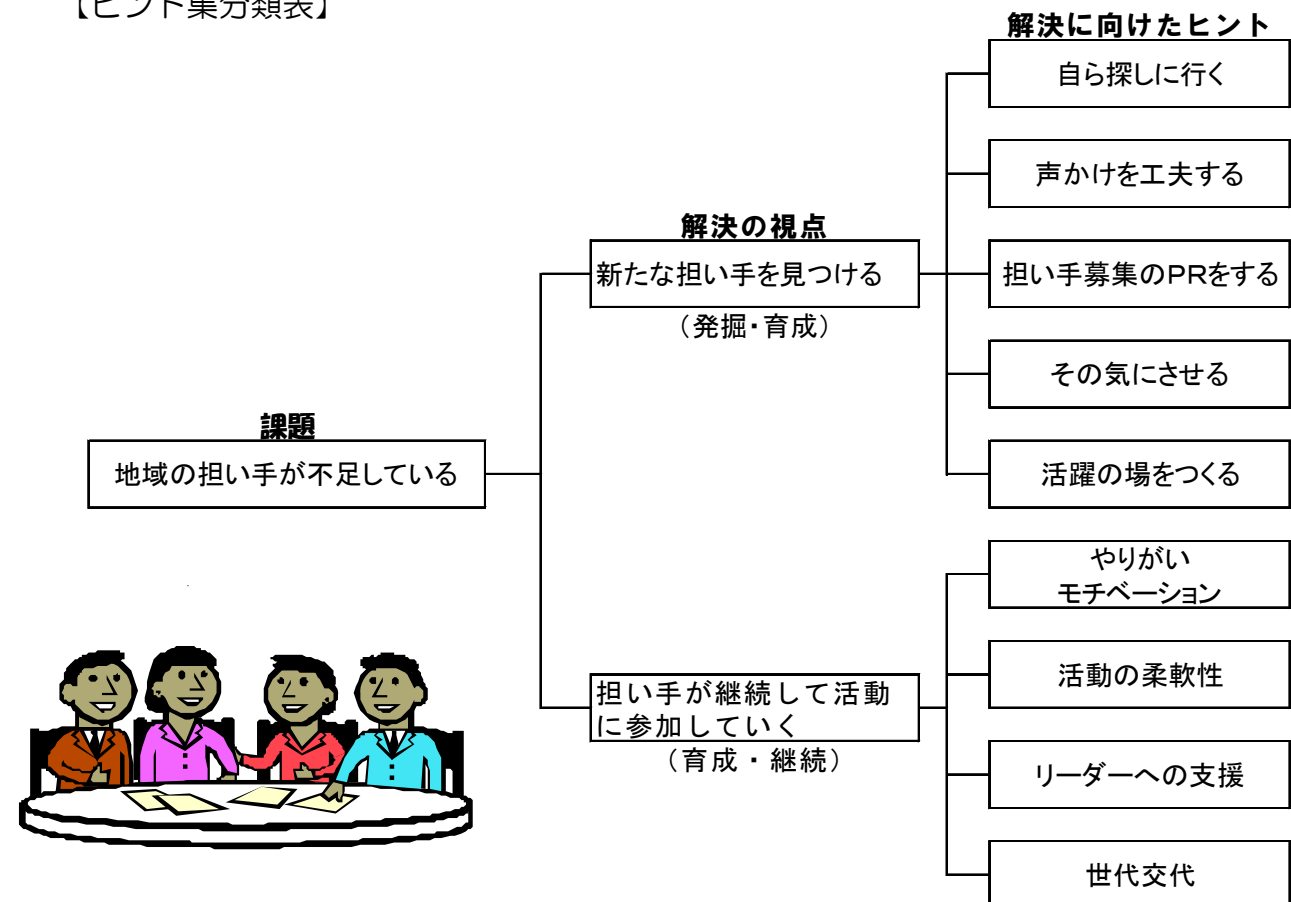 【ヒント集分類表】
解決に向けたヒント
自ら探しに行く
声かけを工夫する
解決の視点
新たな担い手を見つける
（発掘・育成）
担い手募集のPRをする
その気にさせる
課題
地域の担い手が不足している
活躍の場をつくる
やりがい
モチベーション
活動の柔軟性
担い手が継続して活動
に参加していく
（育成・継続）
リーダーへの支援
世代交代